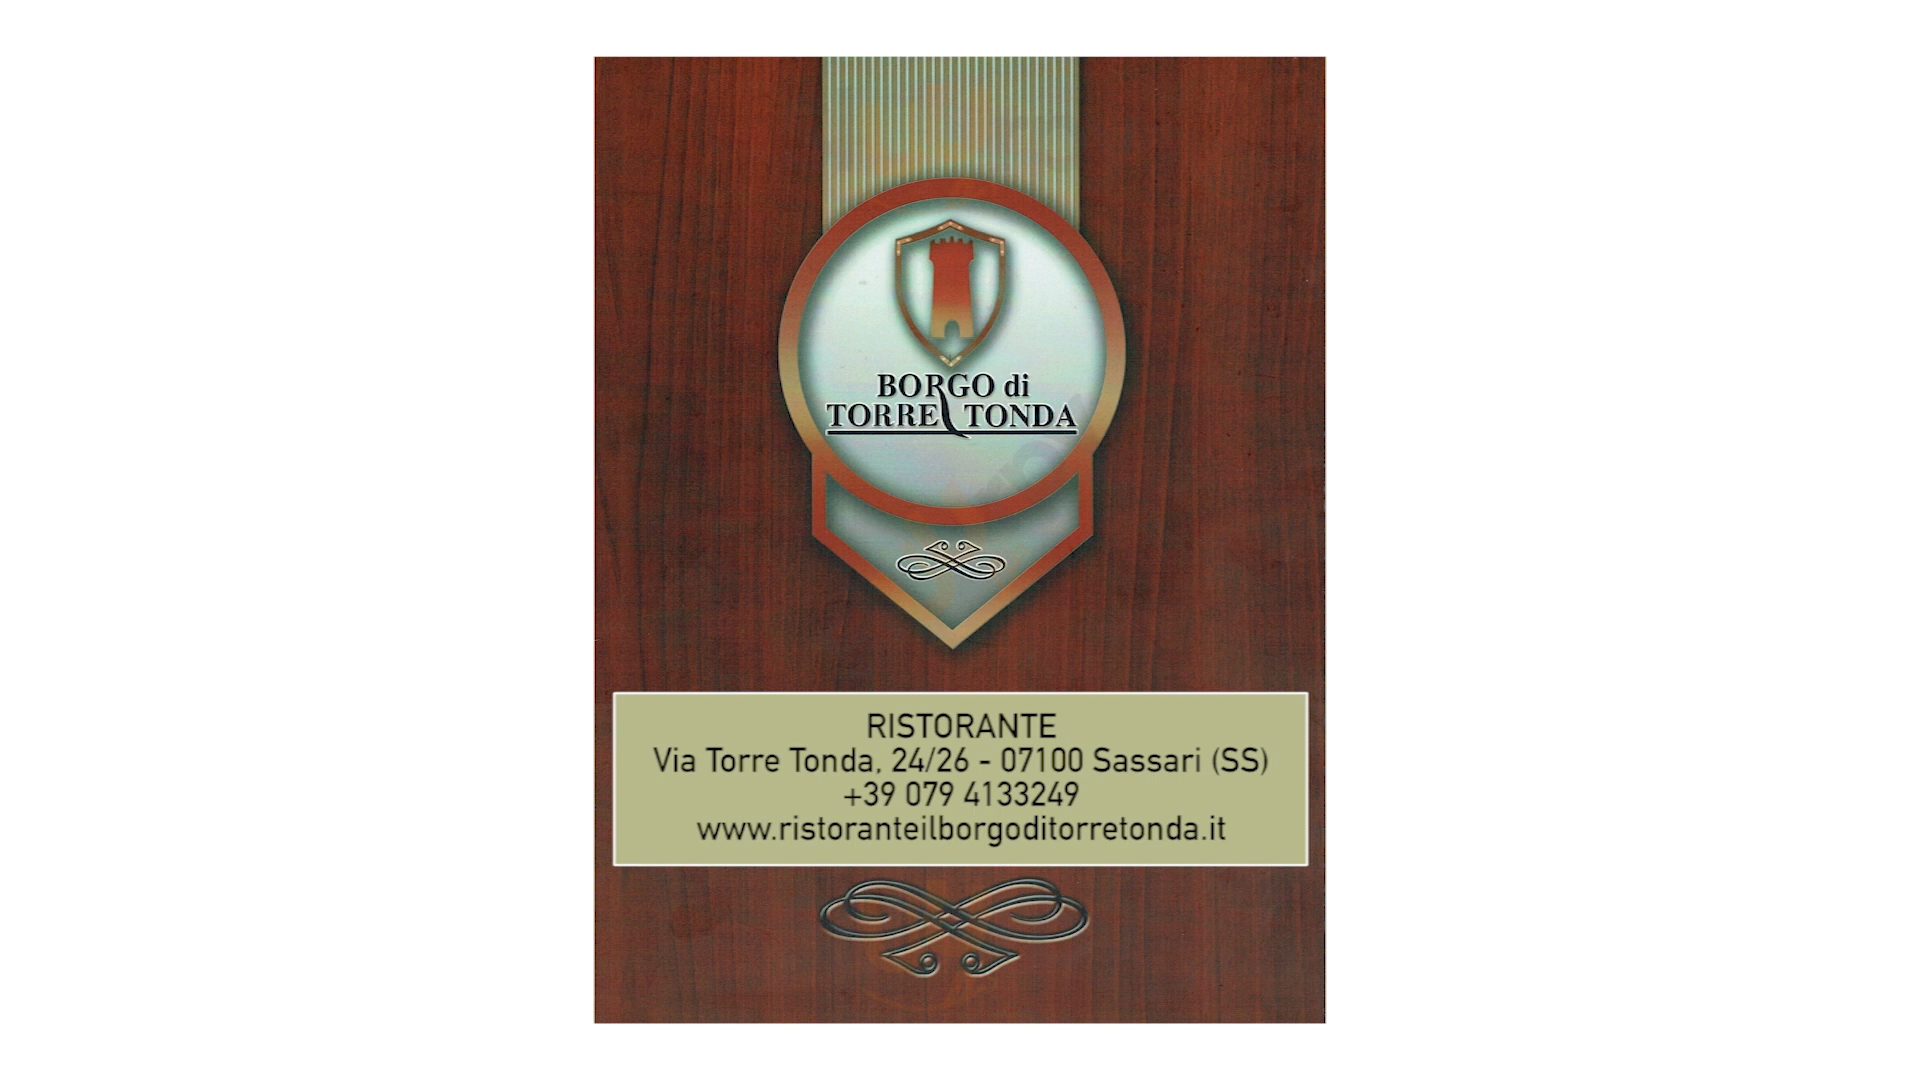 BORGO di
TORRE TONDA
RISTORANTE
Via Torre Tonda, 24/26 - 07100 Sassari (SS)
+39 079 4133249
www.ristoranteilborgoditorretonda.it